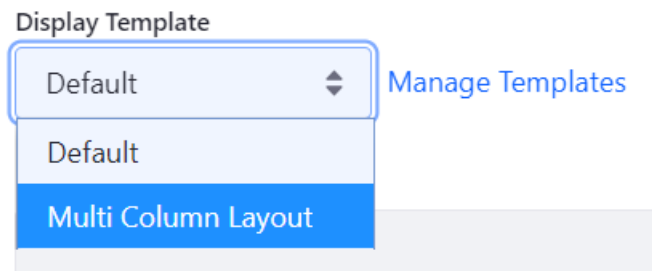 Display Template
Default Manage Templates
Default
Multi Column Layout